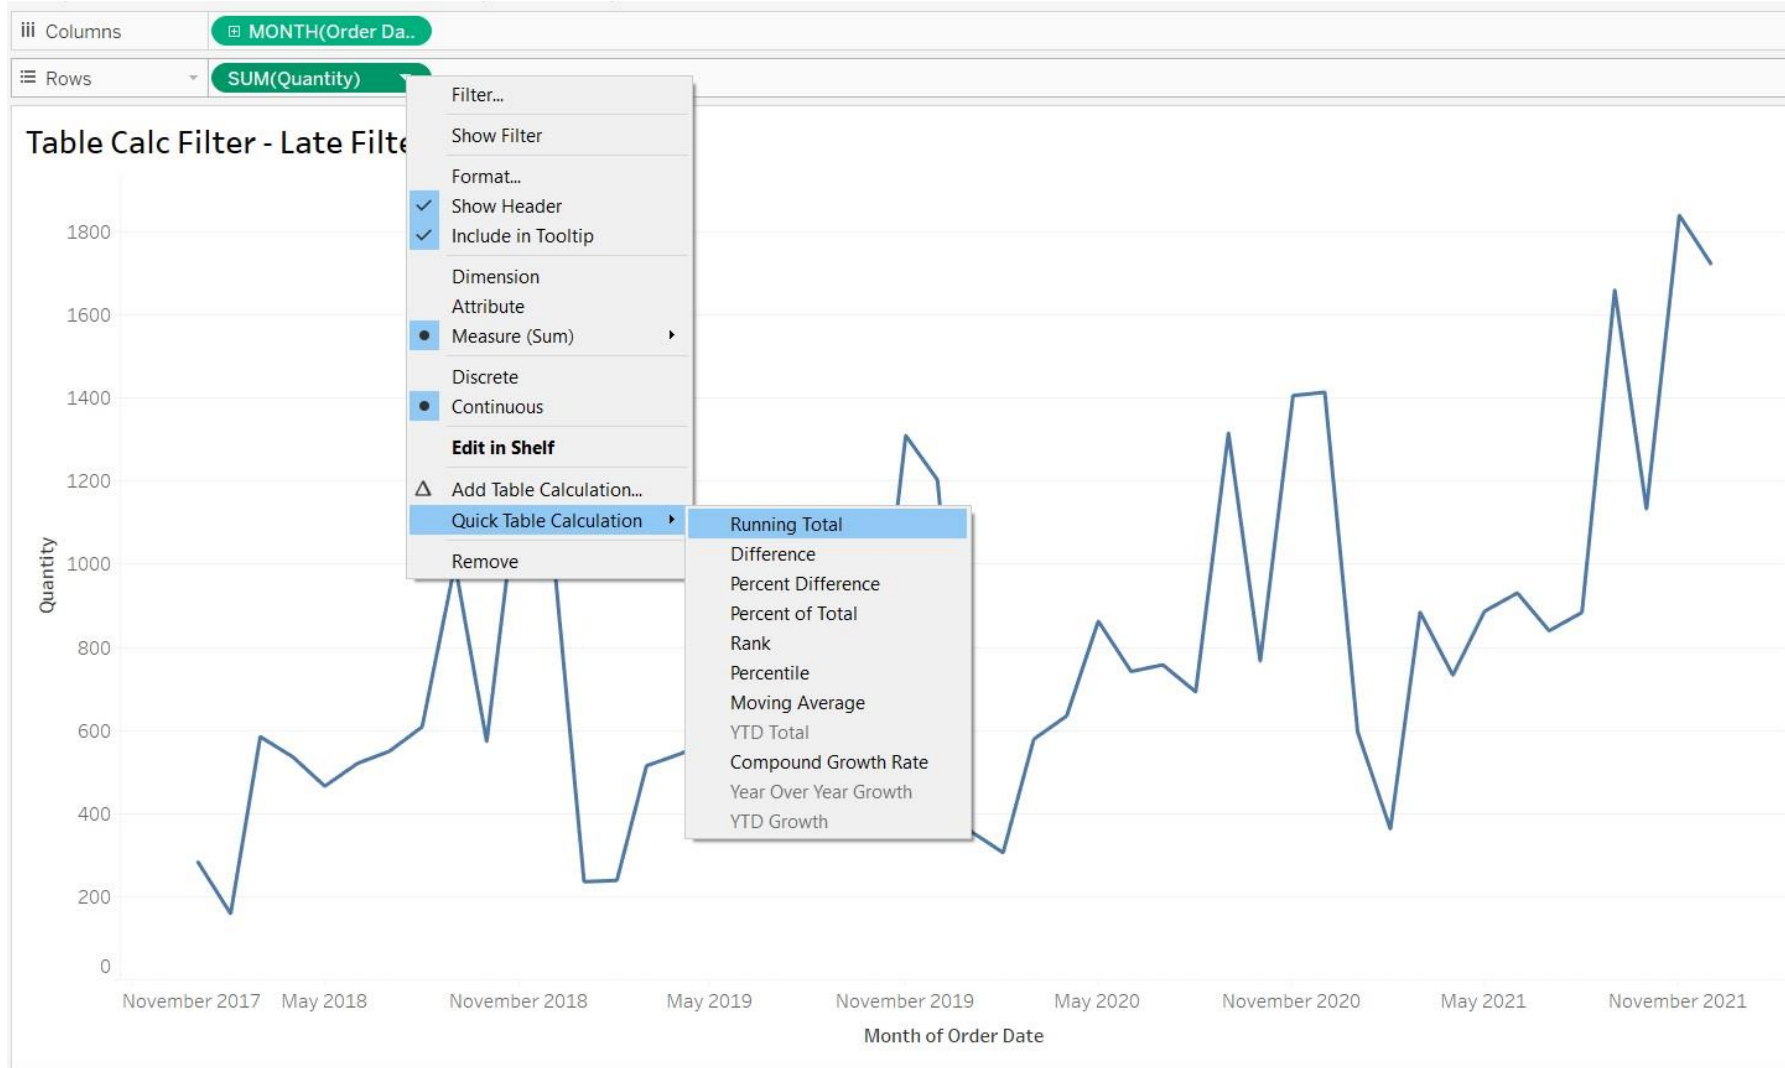 Columns
MONTH(Order Da..
Rows
SUM(Quantity)
Table Calc Filter - Late Filte
Filter...
Show Filter
Format...
Show Header
Include in Tooltip
Dimension
Attribute
Measure (Sum)
Discrete
Continuous
Edit in Shelf
Add Table Calculation...
Quick Table Calculation
Remove
Running Total
Difference
Percent Difference
Percent of Total
Rank
Percentile
Moving Average
YTD Total
Compound Growth Rate
Year Over Year Growth
YTD Growth
Quantity
1800
1600
1400
1200
1000
800
600
400
200
0
November 2017 May 2018 November 2018 May 2019 November 2019 May 2020 November 2020 May 2021 November 2021
Month of Order Date